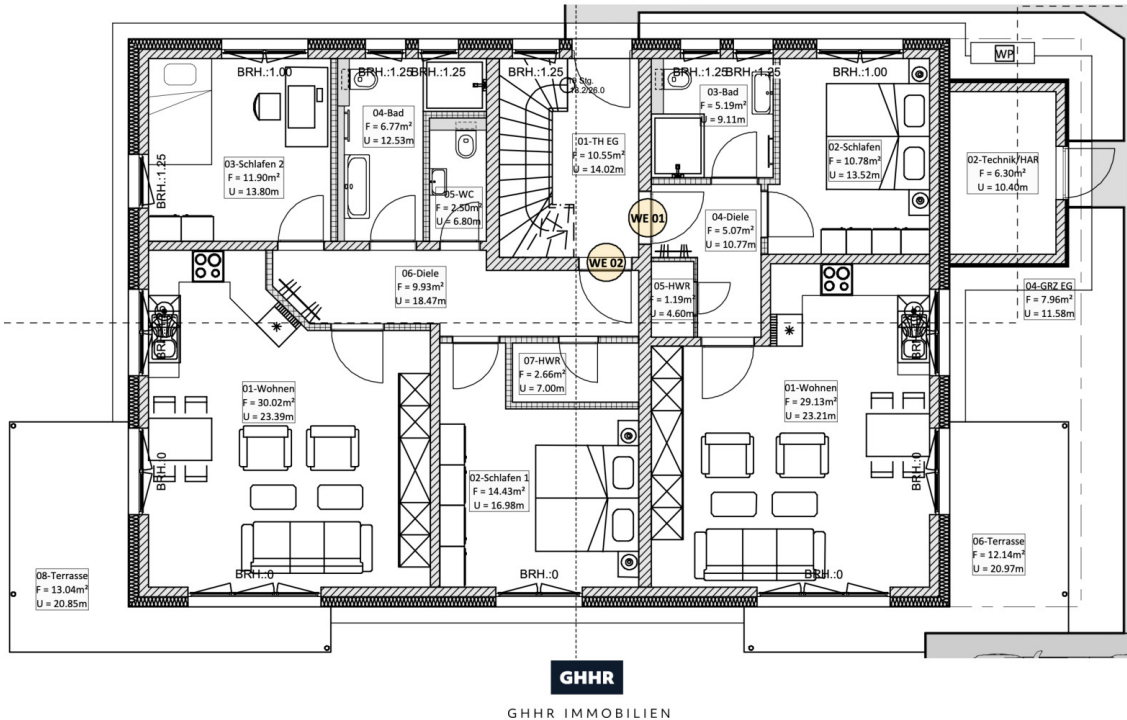 WP
BRH.:1.00
BRH.:1.25
BRH.:1.25
BRH.:1.25
BRH.:1.25
BRH.:1.25
BRH.:1.00
18.2/26.0
04-Bad
F = 6.77m²
U = 12.53m
03-Bad
F = 5.19m²
U = 9.11m
01-TH EG
F = 10.55m²
U = 14.02m
02-Schlafen
F = 10.78m²
U = 13.52m
02-Technik/HAR
F = 6.30m²
U = 10.40m
03-Schlafen 2
F = 11.90m²
U = 13.80m
BRH.:1.25
05-WC
F = 2.50m²
U = 6.80m
WE 01
04-Diele
F = 5.07m²
U = 10.77m
WE 02
06-Diele
F = 9.93m²
U = 18.47m
05-HWR
F = 1.19m²
U = 4.60m
04-GRZ EG
F = 7.96m²
U = 11.58m
07-HWR
F = 2.66m²
U = 7.00m
01-Wohnen
F = 30.02m²
U = 23.39m
01-Wohnen
F = 29.13m²
U = 23.21m
BRH.:0
BRH.:0
02-Schlafen 1
F = 14.43m²
U = 16.98m
08-Terrasse
F = 13.04m²
U = 20.85m
06-Terrasse
F = 12.14m²
U = 20.97m
BRH.:0
BRH.:0
BRH.:0
GHHR
GHHR IMMOBILIEN